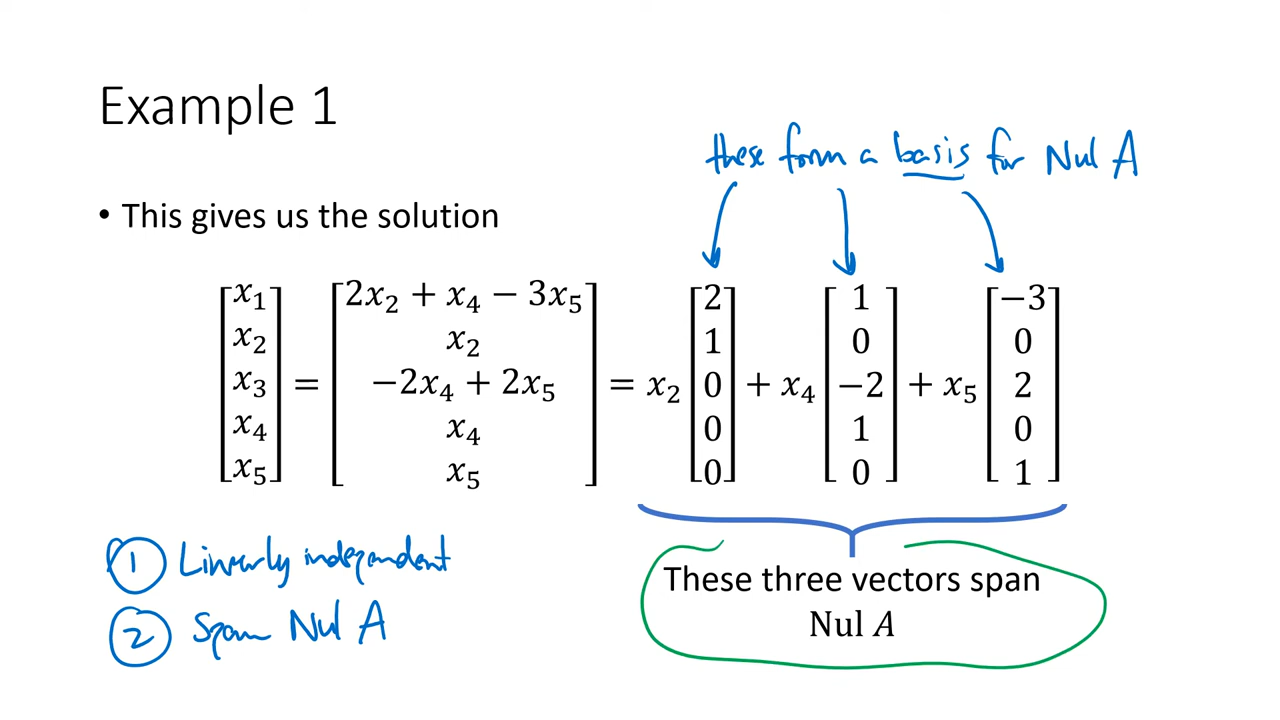 Example 1
these form a basis for Nul A
• This gives us the solution
[x₁ x₂ x₃ x₄ x₅] = [2x₂ + x₄ − 3x₅ x₂ −2x₄ + 2x₅ x₄ x₅] = x₂ [2 1 0 0 0] + x₄ [1 0 −2 1 0] + x₅ [−3 0 2 0 1]
① Linearly independent
② Span Nul A
These three vectors span
Nul A